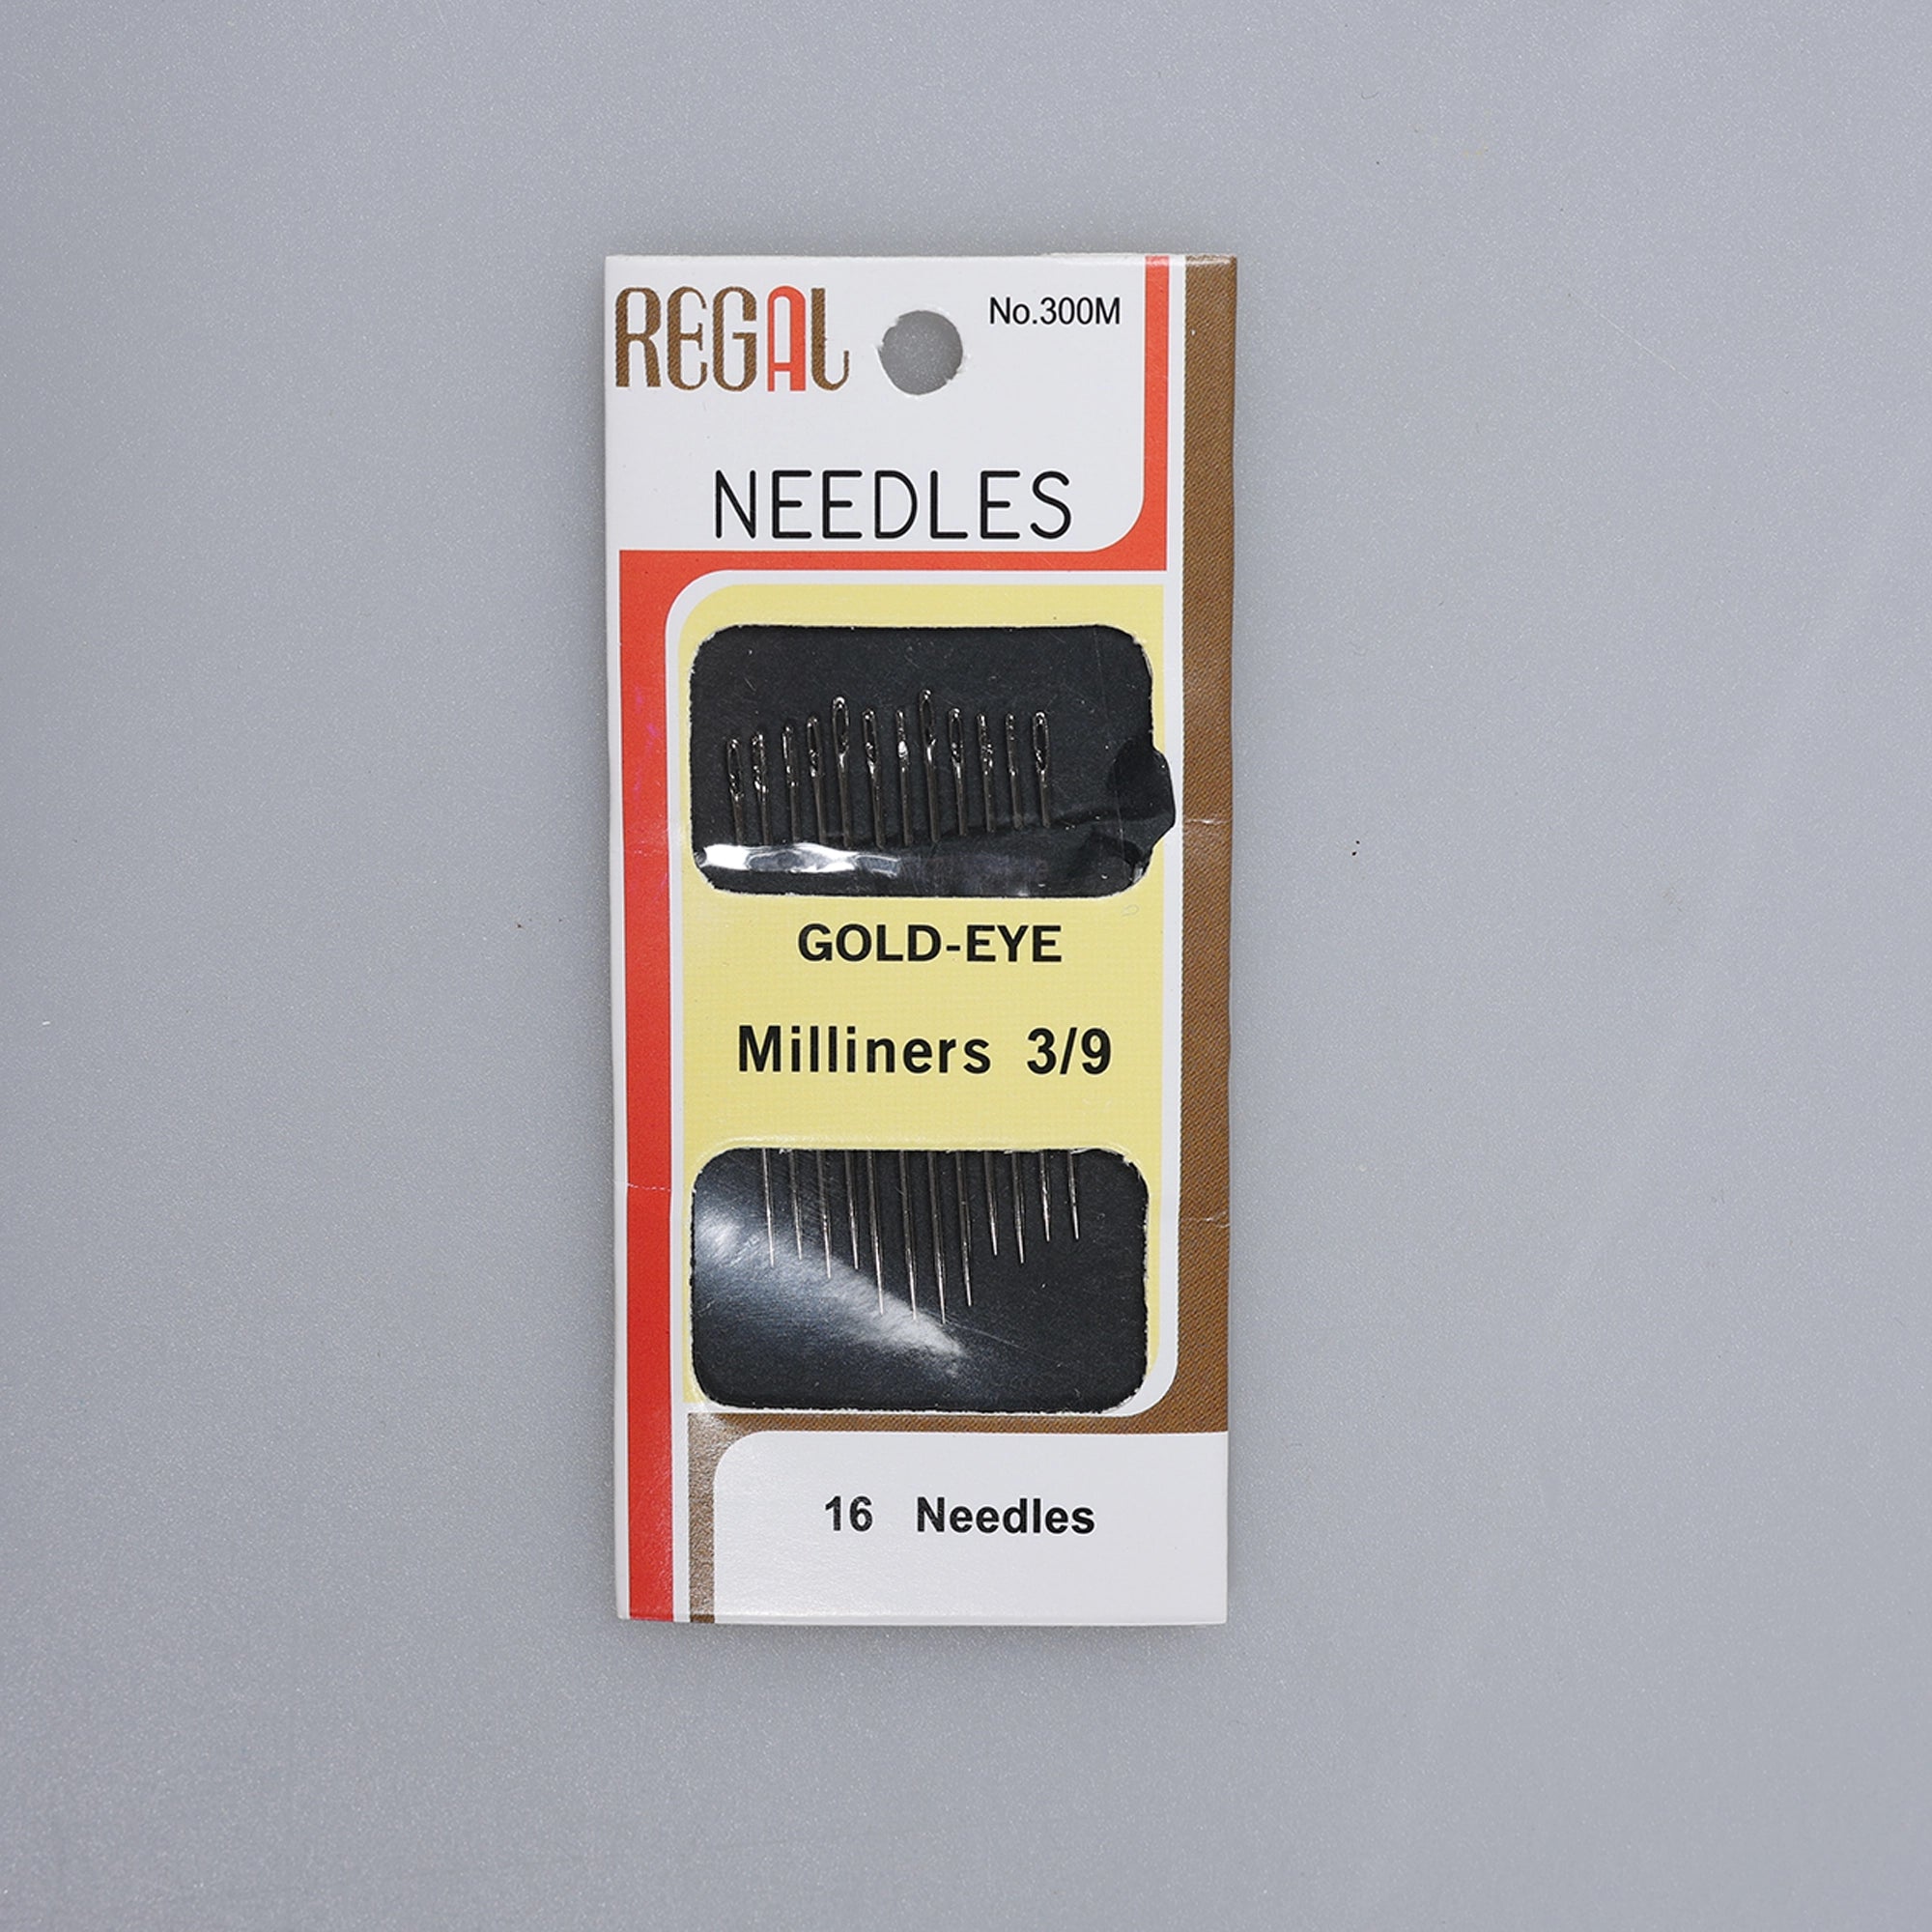 REGAL
No.300M
NEEDLES
GOLD-EYE
Milliners 3/9
16 Needles